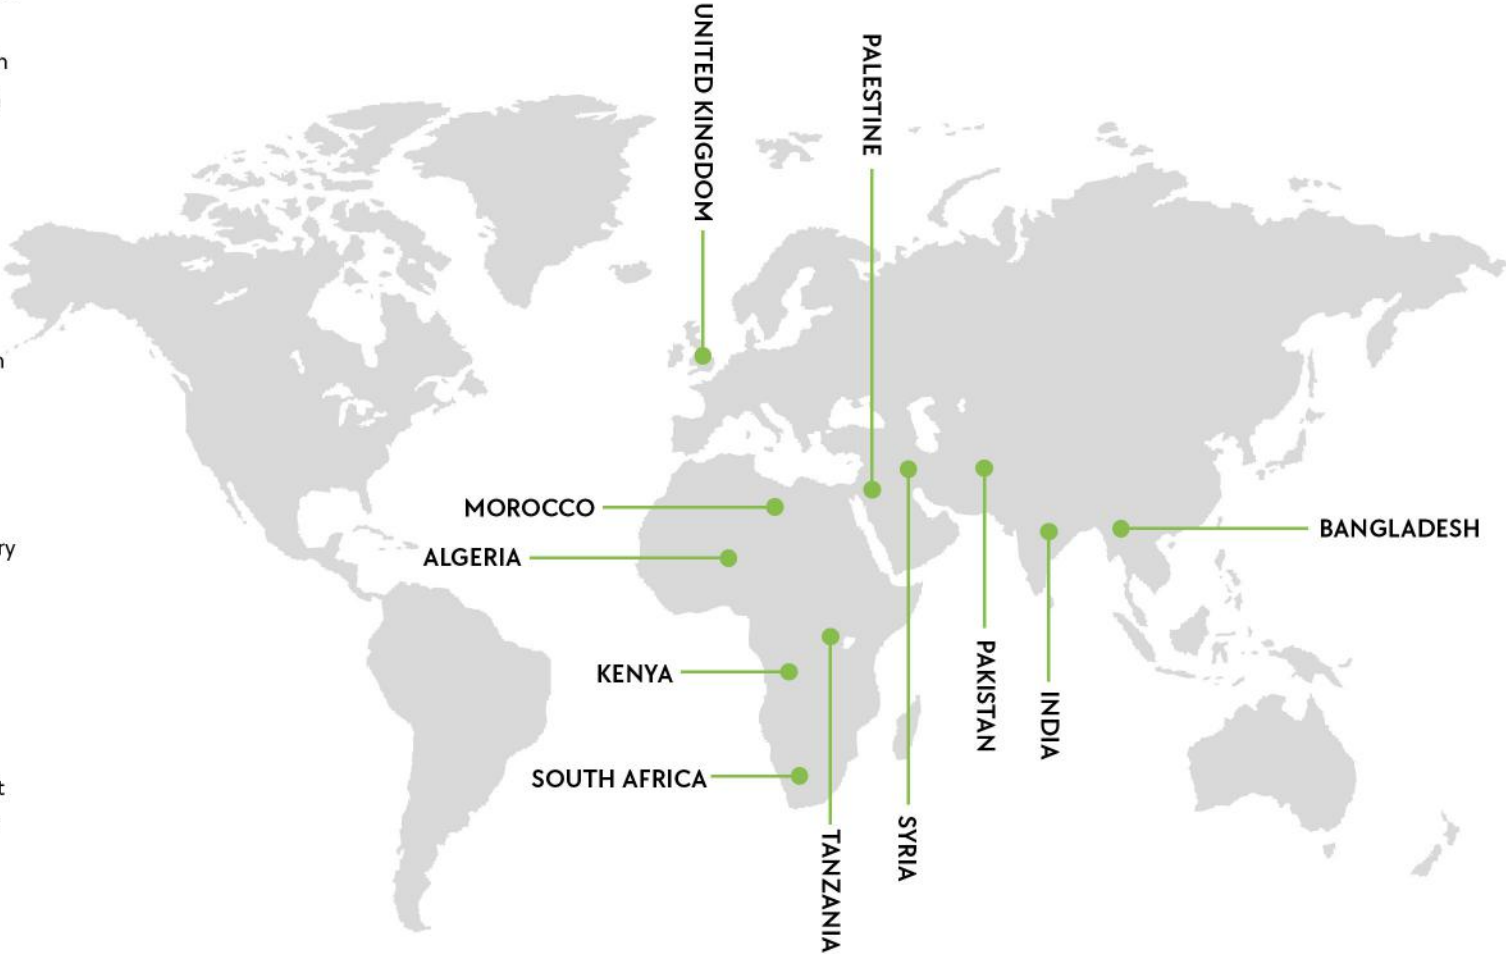 UNITED KINGDOM
PALESTINE
MOROCCO
ALGERIA
BANGLADESH
KENYA
PAKISTAN
INDIA
SOUTH AFRICA
SYRIA
TANZANIA